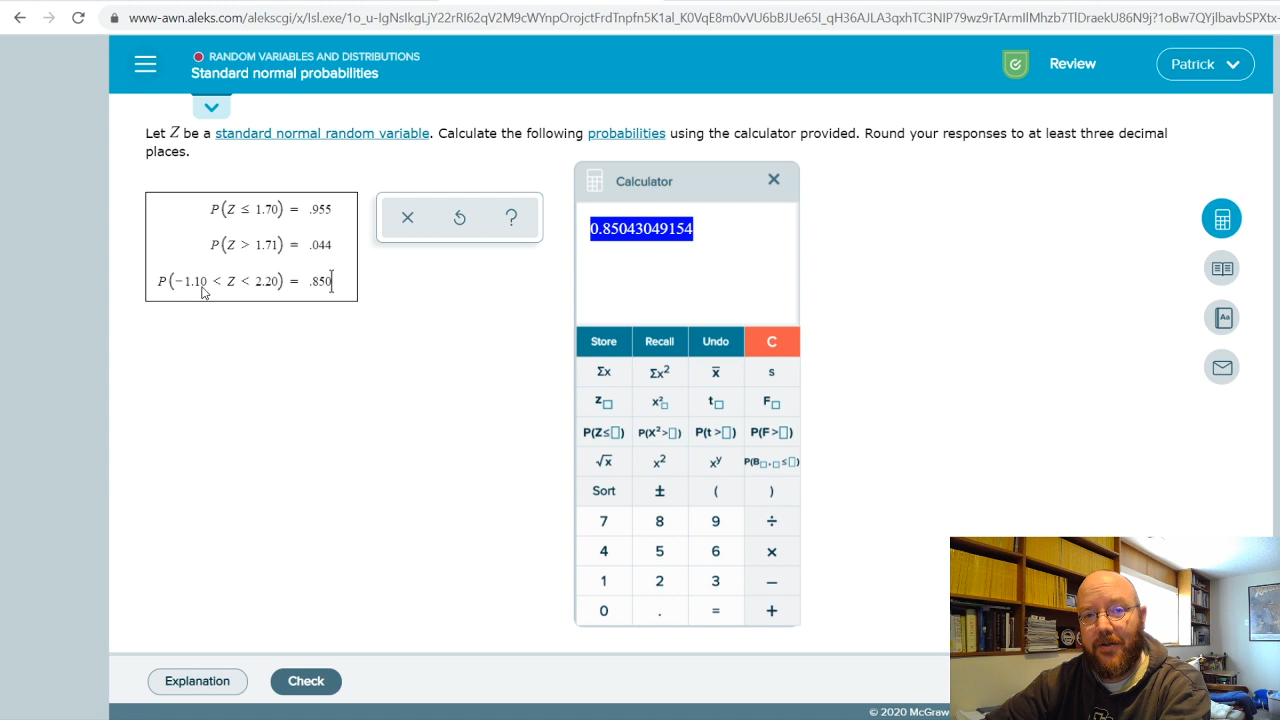 www-awn.aleks.com/alekscgi/x/Isl.exe/1o_u-IgNsIkgLjY22rRI62qV2M9cWYnpOrojctFrdTnpfn5K1al_K0VqE8m0vVU6bBJUe65l_qH36AJLA3qxhTC3NIP79wz9rTArmIlMhzb7TlDraekU86N9j?1oBw7QYjlbavbSPXtx-
RANDOM VARIABLES AND DISTRIBUTIONS
Standard normal probabilities
Review
Patrick
Let Z be a standard normal random variable. Calculate the following probabilities using the calculator provided. Round your responses to at least three decimal
places.
P(Z ≤ 1.70) = .955
P(Z > 1.71) = .044
P(−1.10 < Z < 2.20) = .850
?
Calculator
0.85043049154
Store Recall Undo C
Σx Σx² x̄ s
z□ x²□ t□ F□
P(Z≤□) P(X²>□) P(t >□) P(F >□)
√x x² xʸ P(B□,□≤□)
Sort ± ( )
7 8 9 ÷
4 5 6 ×
1 2 3 −
0 . = +
Aa
Explanation
Check
© 2020 McGraw